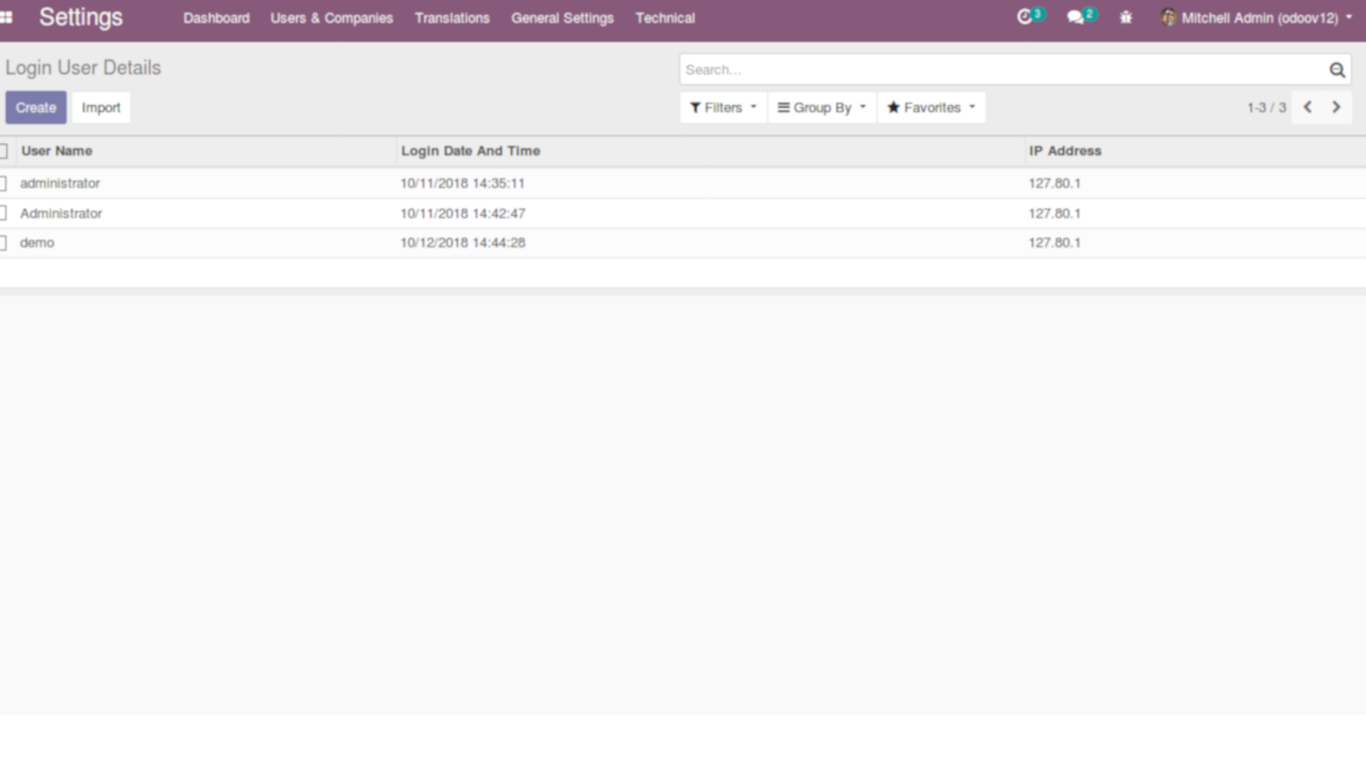 Settings Dashboard Users & Companies Translations General Settings Technical 3 2 Mitchell Admin (odoov12)
Login User Details
Search...
Create Import Filters Group By Favorites 1-3 / 3
User Name Login Date And Time IP Address
administrator 10/11/2018 14:35:11 127.80.1
Administrator 10/11/2018 14:42:47 127.80.1
demo 10/12/2018 14:44:28 127.80.1